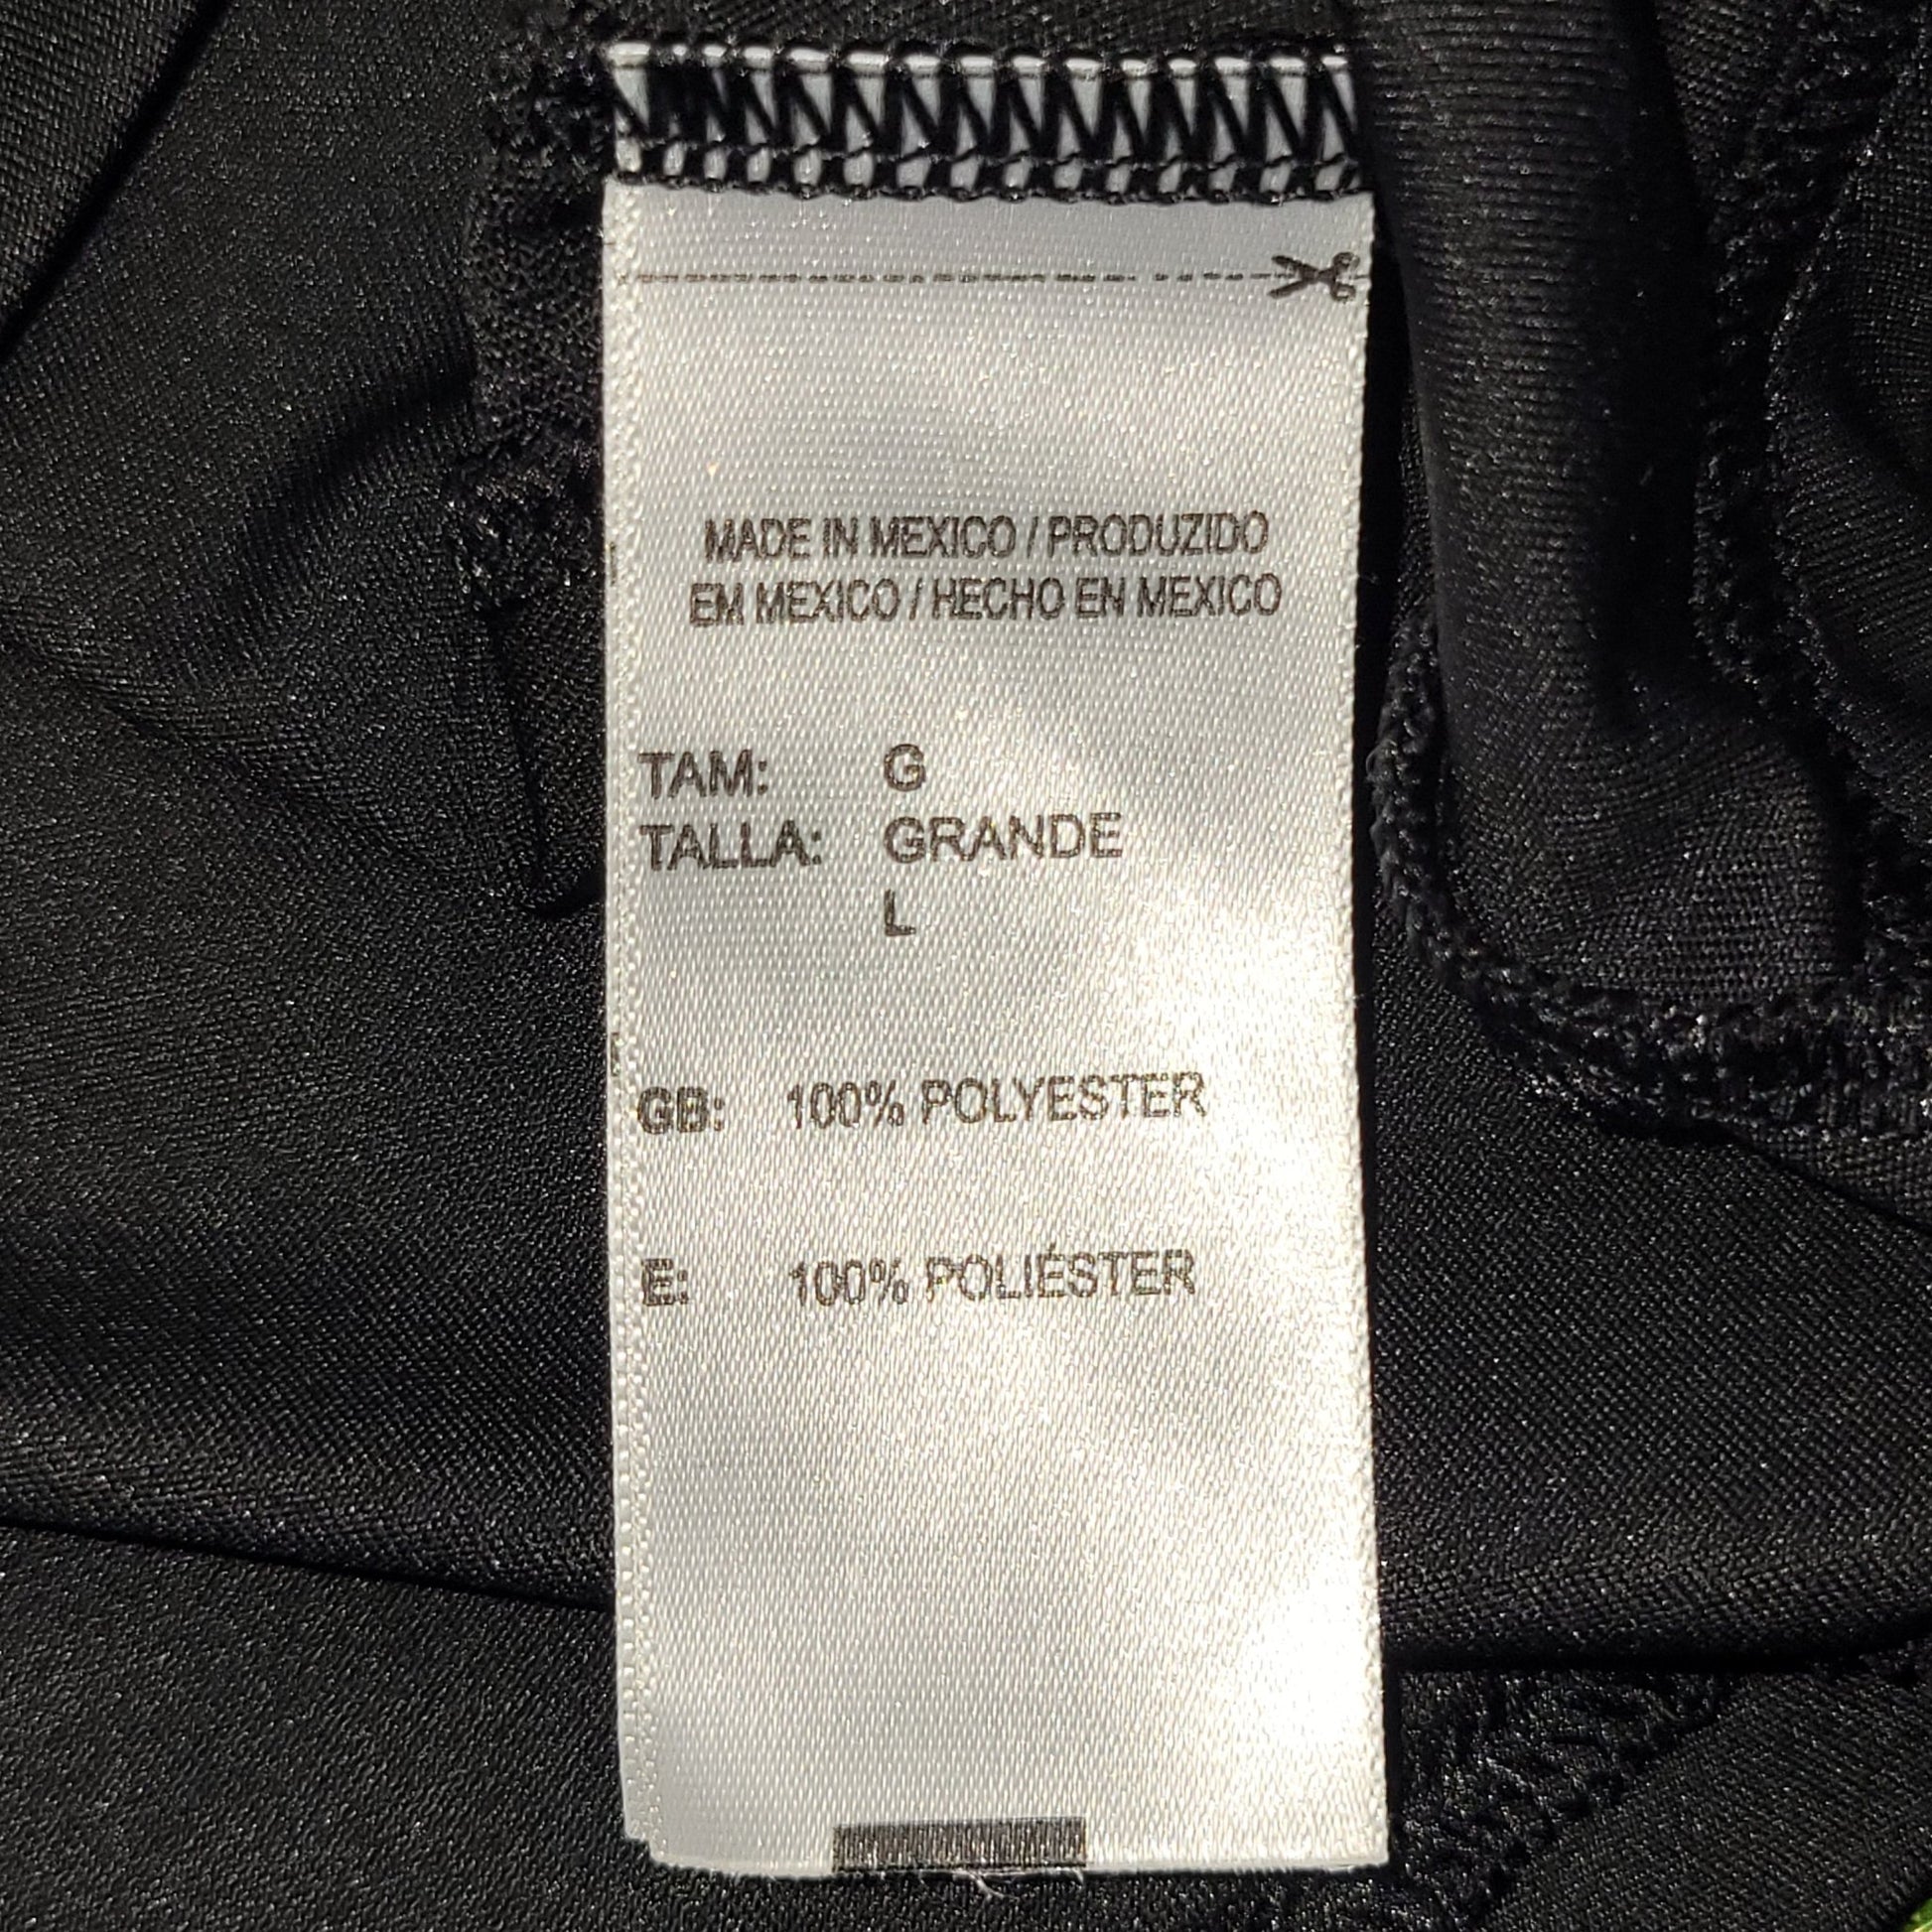 MADE IN MEXICO / PRODUZIDO
EM MEXICO / HECHO EN MEXICO
TAM: G
TALLA: GRANDE
L
GB: 100% POLYESTER
E: 100% POLIÉSTER